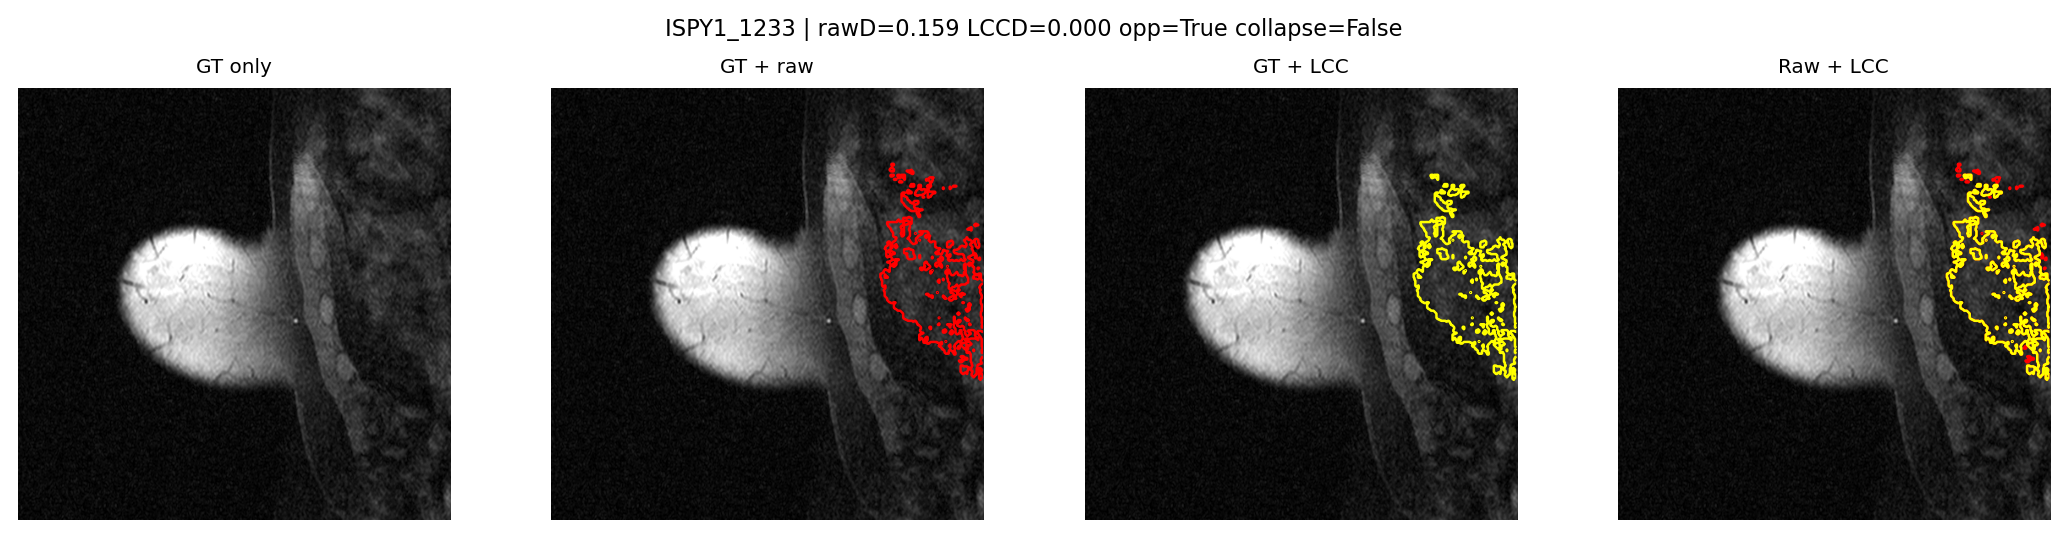 ISPY1_1233 | rawD=0.159 LCCD=0.000 opp=True collapse=False
GT only
GT + raw
GT + LCC
Raw + LCC